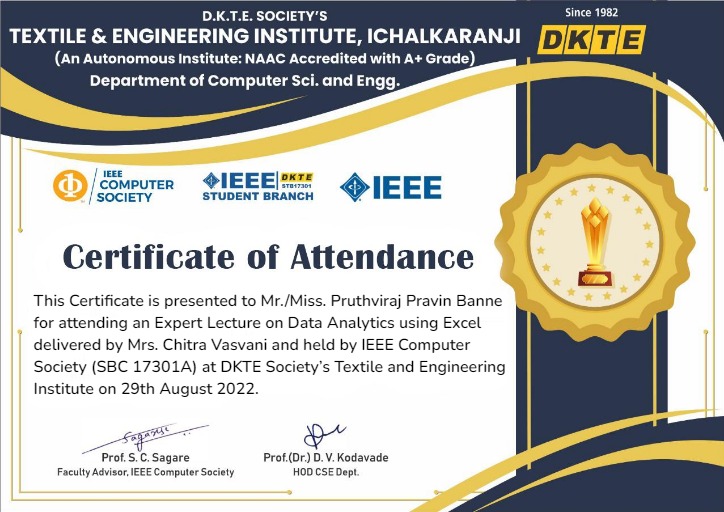 D.K.T.E. SOCIETY'S
TEXTILE & ENGINEERING INSTITUTE, ICHALKARANJI
(An Autonomous Institute: NAAC Accredited with A+ Grade)
Department of Computer Sci. and Engg.
Since 1982
DKTE
IEEE
COMPUTER
SOCIETY
IEEE DKTE
STB17301
STUDENT BRANCH
IEEE
Certificate of Attendance
This Certificate is presented to Mr./Miss. Pruthviraj Pravin Banne
for attending an Expert Lecture on Data Analytics using Excel
delivered by Mrs. Chitra Vasvani and held by IEEE Computer
Society (SBC 17301A) at DKTE Society's Textile and Engineering
Institute on 29th August 2022.
Prof. S. C. Sagare
Faculty Advisor, IEEE Computer Society
Prof.(Dr.) D. V. Kodavade
HOD CSE Dept.